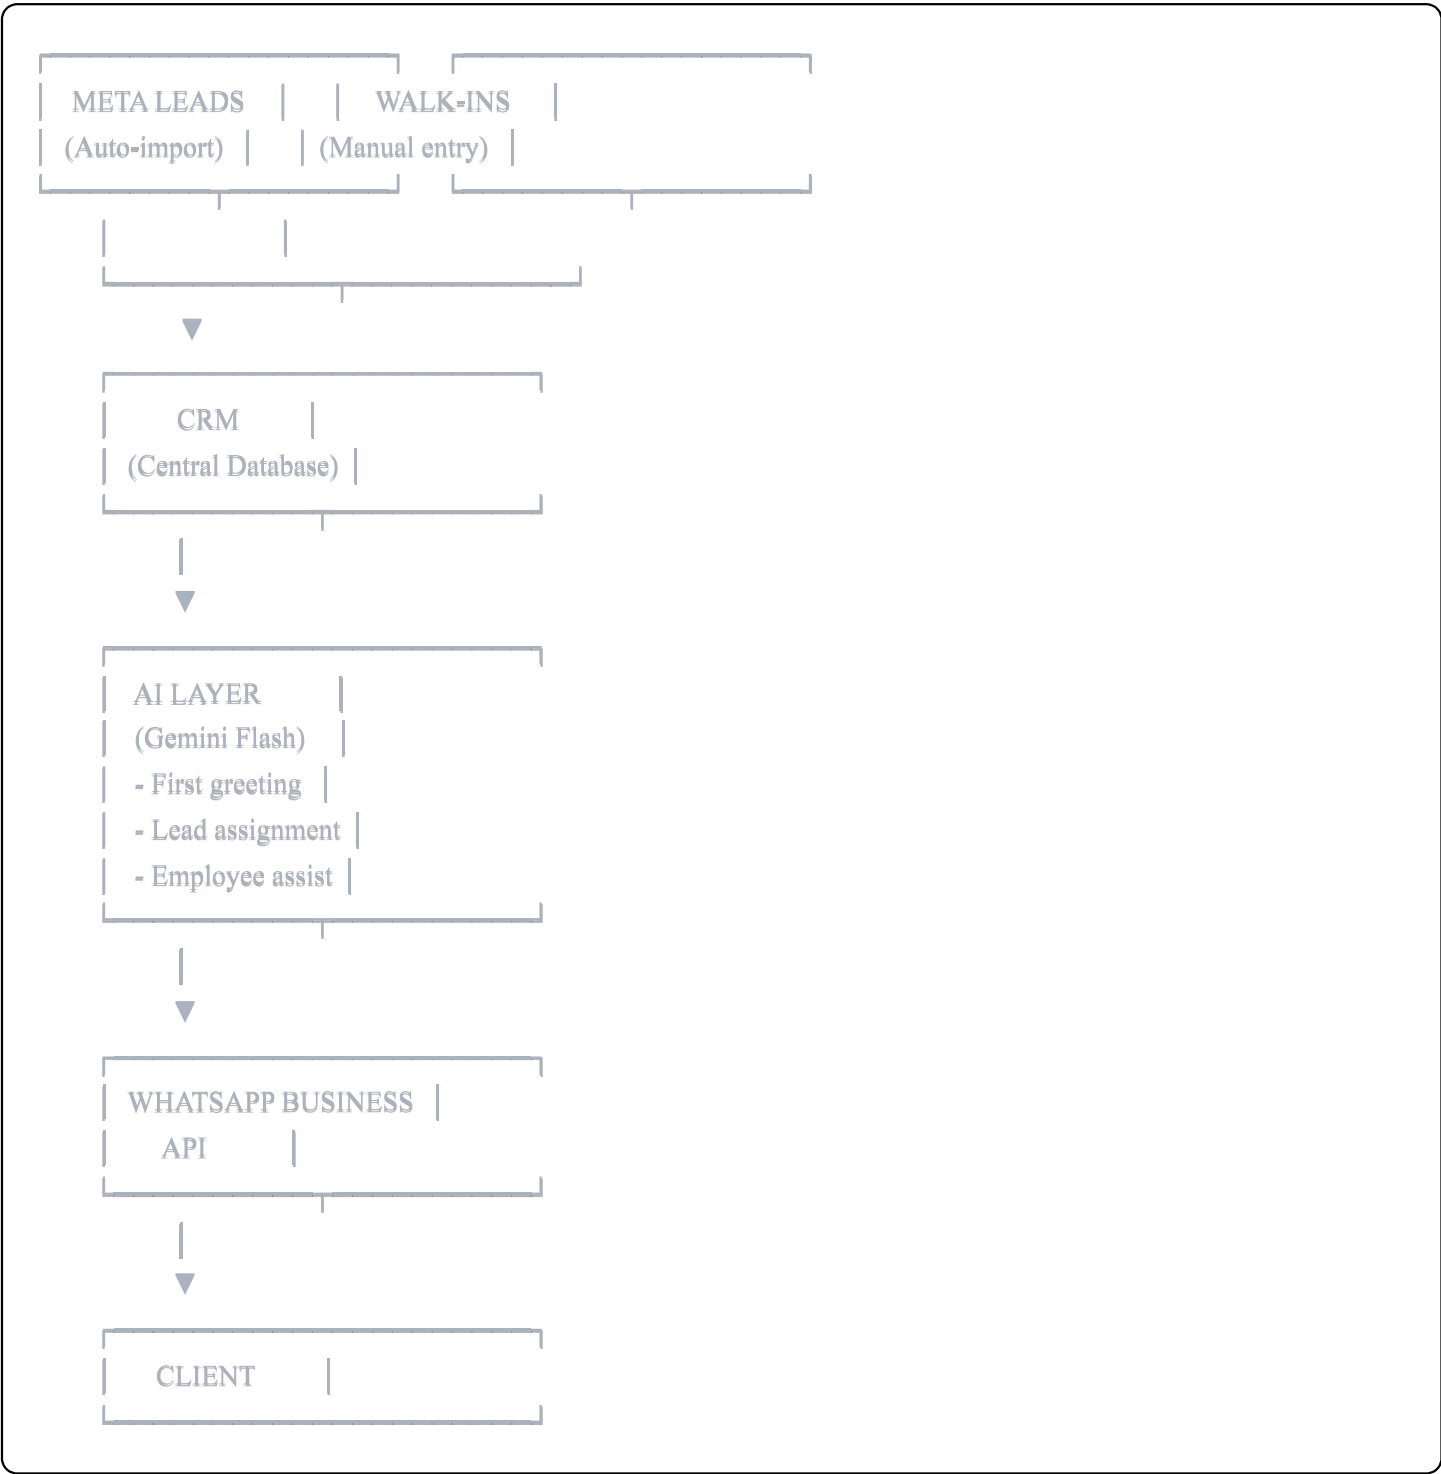 META LEADS WALK-INS
(Auto-import) (Manual entry)
CRM
(Central Database)
AI LAYER
(Gemini Flash)
- First greeting
- Lead assignment
- Employee assist
WHATSAPP BUSINESS
API
CLIENT